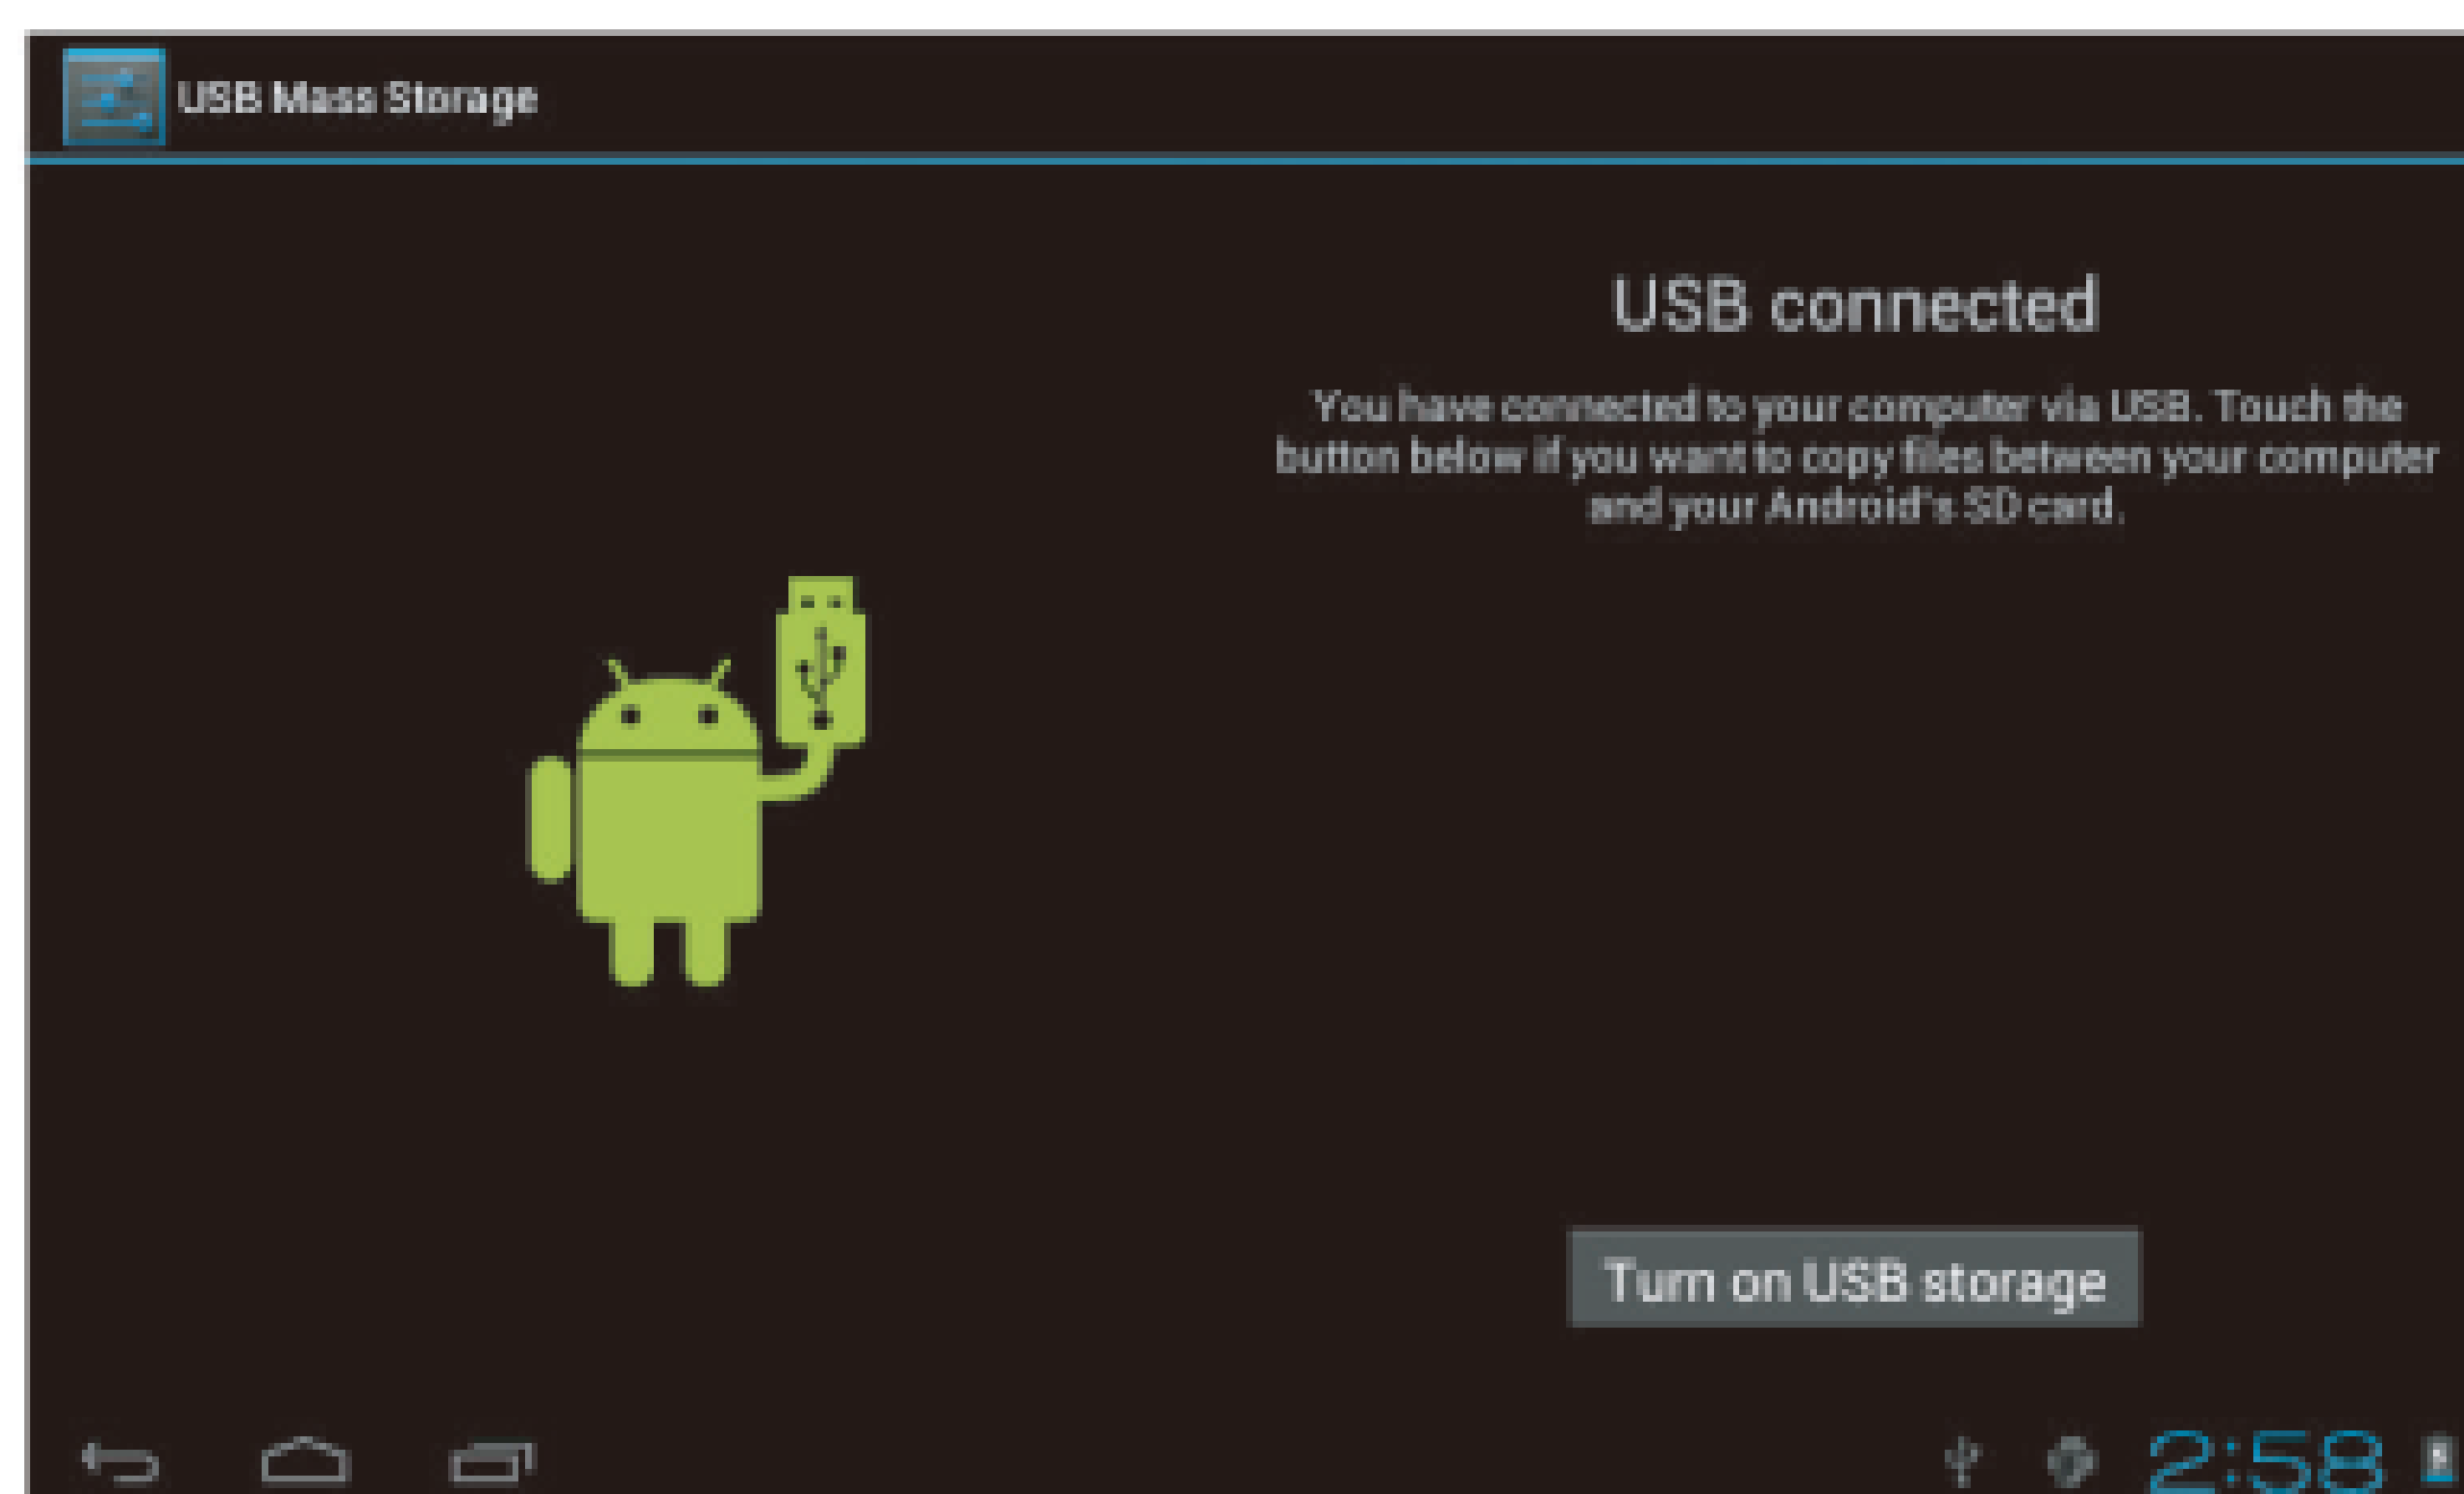 USB Mass Storage
USB connected
You have connected to your computer via USB. Touch the
button below if you want to copy files between your computer
and your Android's SD card.
Turn on USB storage
2:58